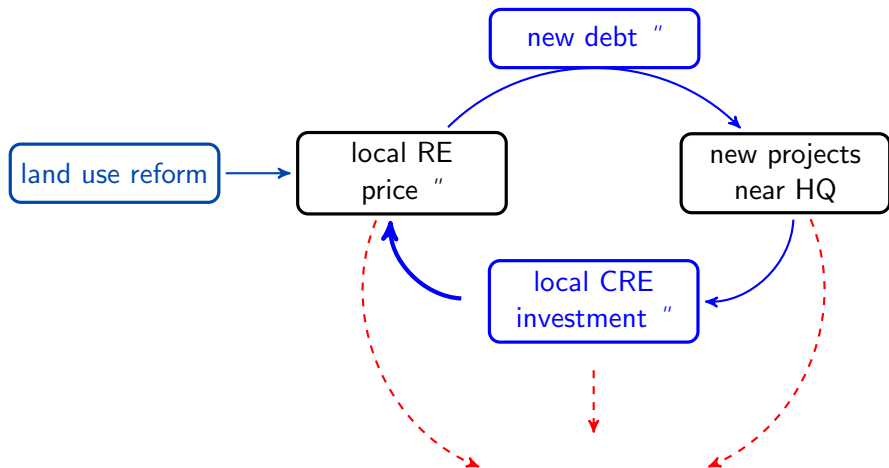 new debt "
land use reform
local RE
price "
new projects
near HQ
local CRE
investment "